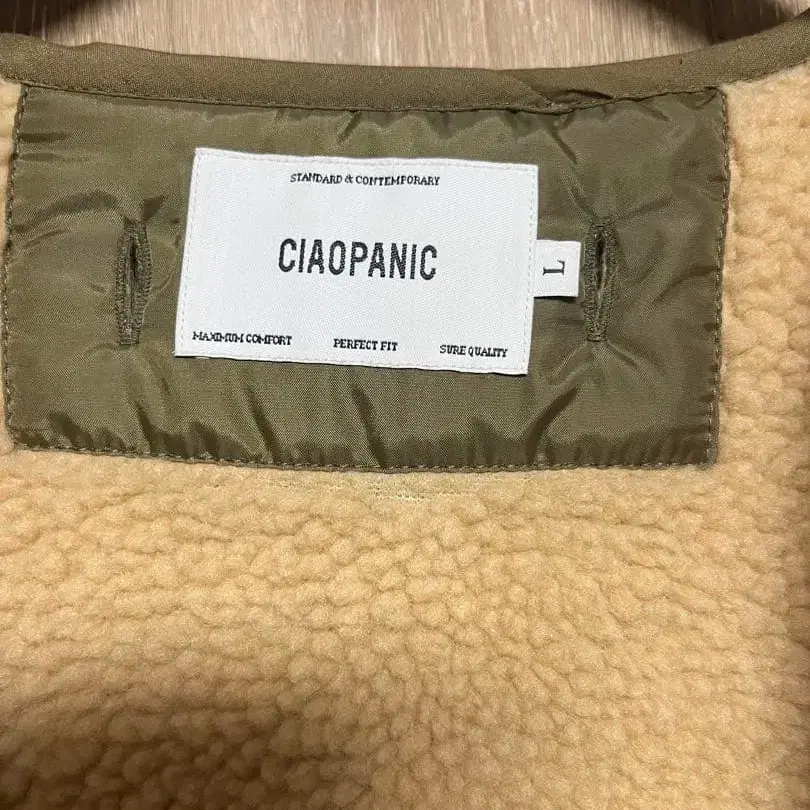 STANDARD & CONTEMPORARY
CIAOPANIC
L
MAXIMUM COMFORT PERFECT FIT SURE QUALITY